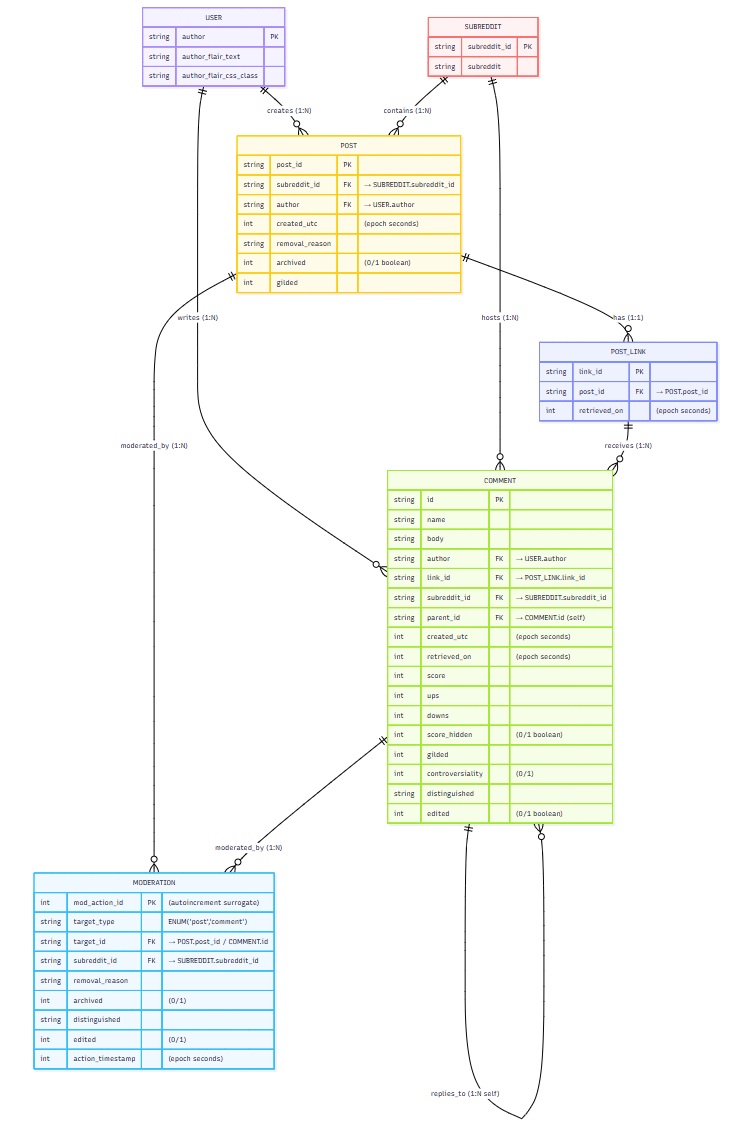 USER
string author PK
string author_flair_text
string author_flair_css_class
SUBREDDIT
string subreddit_id PK
string subreddit
creates (1:N)
contains (1:N)
POST
string post_id PK
string subreddit_id FK → SUBREDDIT.subreddit_id
string author FK → USER.author
int created_utc (epoch seconds)
string removal_reason
int archived (0/1 boolean)
int gilded
writes (1:N)
hosts (1:N)
has (1:1)
POST_LINK
string link_id PK
string post_id FK → POST.post_id
int retrieved_on (epoch seconds)
moderated_by (1:N)
receives (1:N)
COMMENT
string id PK
string name
string body
string author FK → USER.author
string link_id FK → POST_LINK.link_id
string subreddit_id FK → SUBREDDIT.subreddit_id
string parent_id FK → COMMENT.id (self)
int created_utc (epoch seconds)
int retrieved_on (epoch seconds)
int score
int ups
int downs
int score_hidden (0/1 boolean)
int gilded
int controversiality (0/1)
string distinguished
int edited (0/1 boolean)
moderated_by (1:N)
MODERATION
int mod_action_id PK (autoincrement surrogate)
string target_type ENUM('post','comment')
string target_id FK → POST.post_id / COMMENT.id
string subreddit_id FK → SUBREDDIT.subreddit_id
string removal_reason
int archived (0/1)
string distinguished
int edited (0/1)
int action_timestamp (epoch seconds)
replies_to (1:N self)